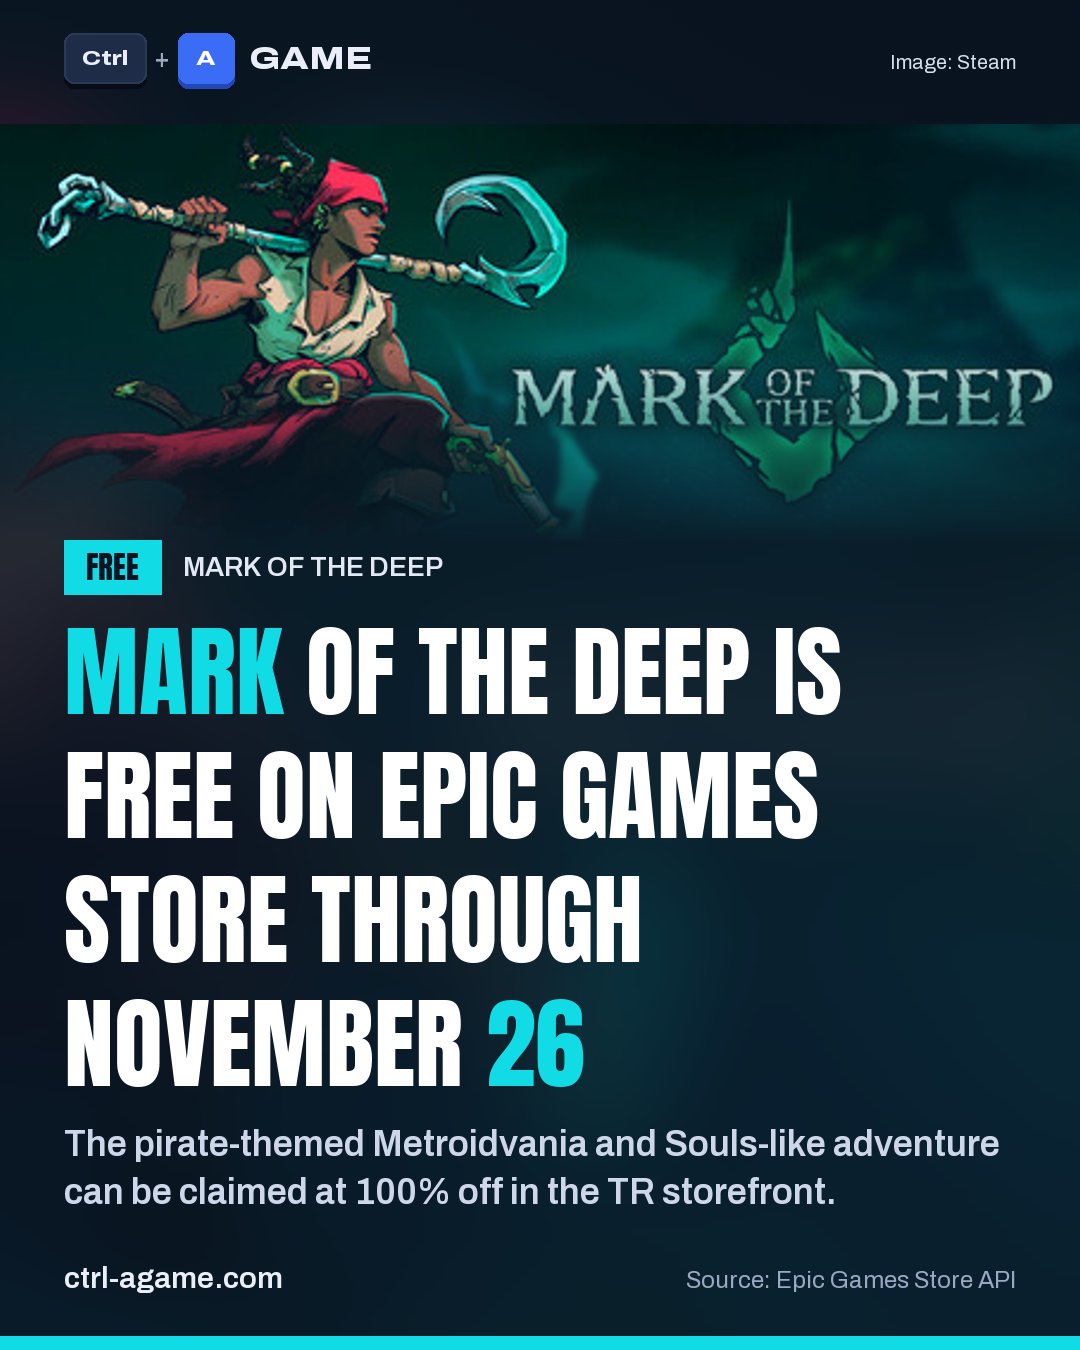 Ctrl + A GAME
Image: Steam
MARK OF THE DEEP
FREE MARK OF THE DEEP
MARK OF THE DEEP IS
FREE ON EPIC GAMES
STORE THROUGH
NOVEMBER 26
The pirate-themed Metroidvania and Souls-like adventure
can be claimed at 100% off in the TR storefront.
ctrl-agame.com
Source: Epic Games Store API